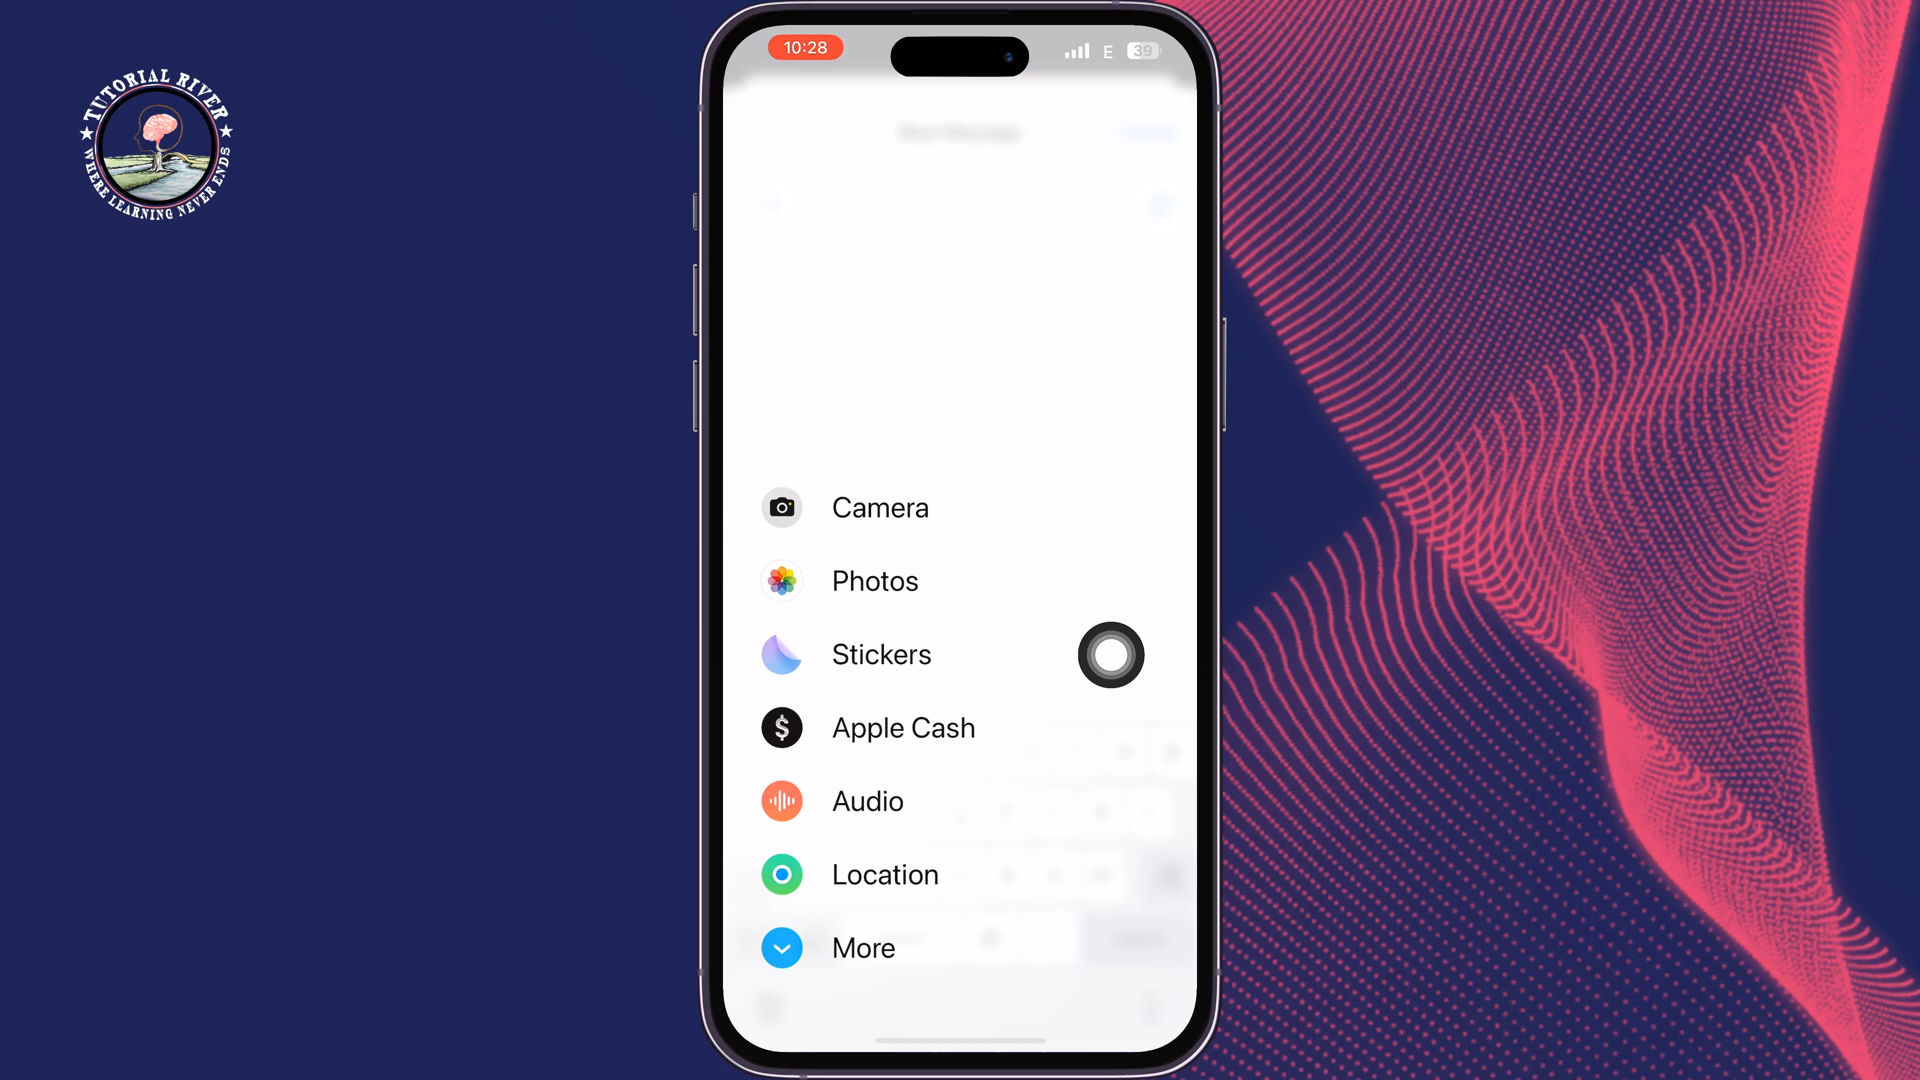 TUTORIAL RIVER
WHERE LEARNING NEVER ENDS
10:28
E
39
Camera
Photos
Stickers
Apple Cash
Audio
Location
More